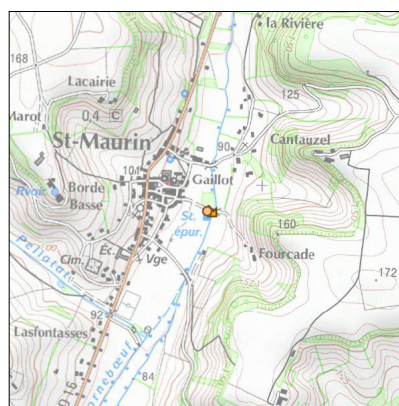 la Rivière
168
Lacairie
125
Marot
0,4
C
St-Maurin
90
Cantauzel
104
Gaillot
Rvoir
Borde
Basse
St.
épur.
160
Pellatat
Éc.
Cim.
Vge
Fourcade
172
92
Lasfontasses
84